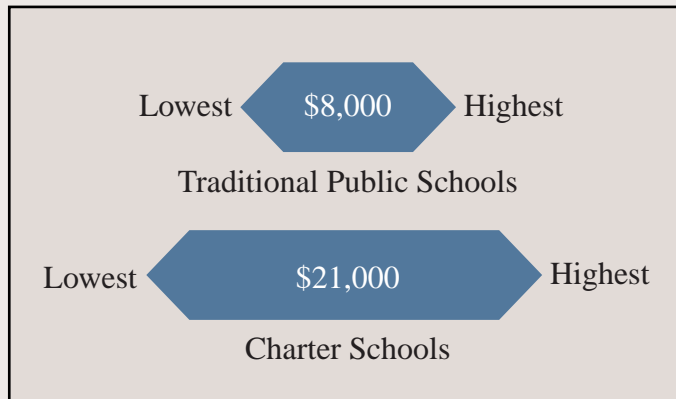 Lowest $8,000 Highest
Traditional Public Schools
Lowest $21,000 Highest
Charter Schools